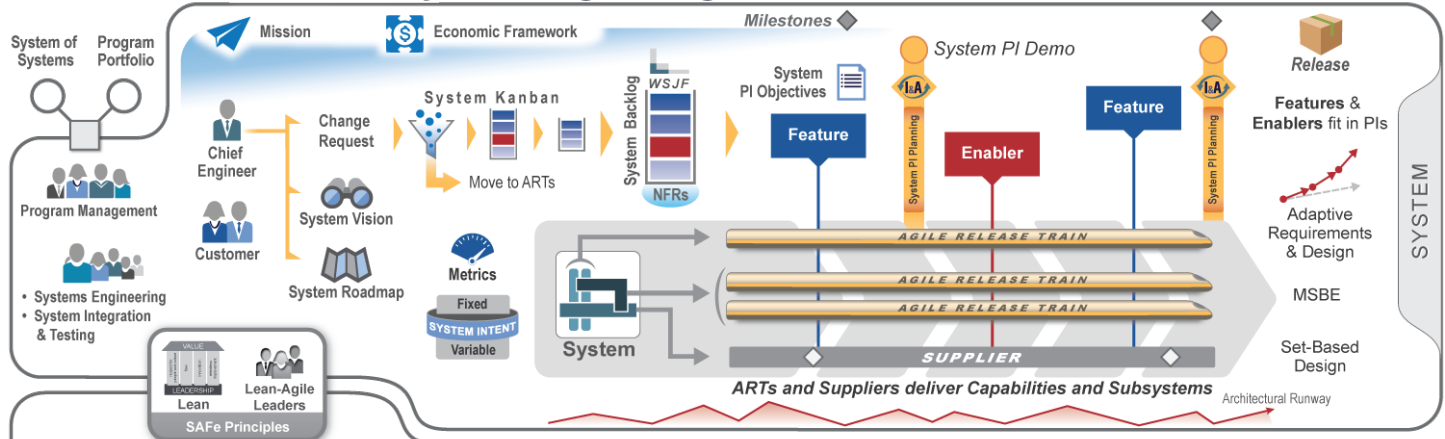 Milestones
System of
Systems
Program
Portfolio
Mission
Economic Framework
System PI Demo
Release
System
PI Objectives
WSJF
System Kanban
System Backlog
NFRs
Change
Request
Move to ARTs
Chief
Engineer
System Vision
Customer
System Roadmap
Program Management
• Systems Engineering
• System Integration
& Testing
Feature
Enabler
Feature
I&A
System PI Planning
I&A
System PI Planning
Features &
Enablers fit in PIs
Adaptive
Requirements
& Design
MSBE
Set-Based
Design
SYSTEM
Metrics
Fixed
SYSTEM INTENT
Variable
System
AGILE RELEASE TRAIN
AGILE RELEASE TRAIN
AGILE RELEASE TRAIN
SUPPLIER
ARTs and Suppliers deliver Capabilities and Subsystems
Architectural Runway
VALUE
LEADERSHIP
Lean
Lean-Agile
Leaders
SAFe Principles